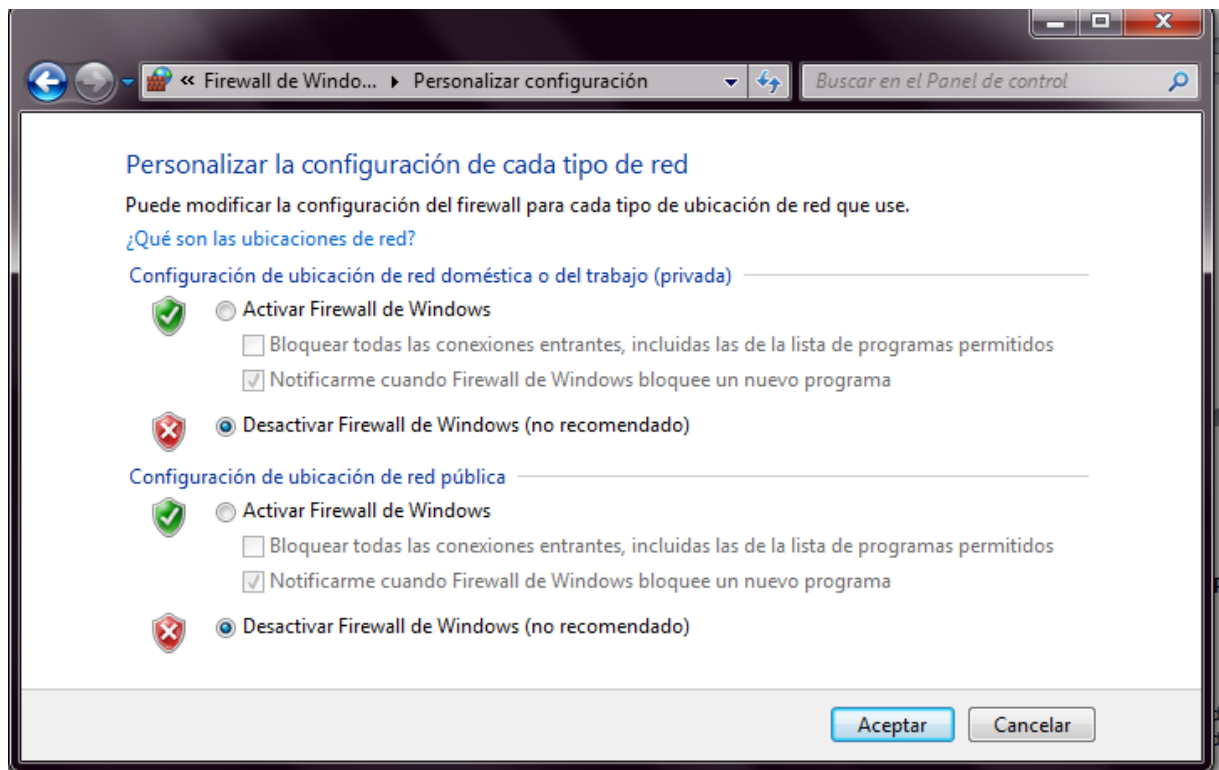 « Firewall de Windo... ▸ Personalizar configuración
Buscar en el Panel de control
Personalizar la configuración de cada tipo de red
Puede modificar la configuración del firewall para cada tipo de ubicación de red que use.
¿Qué son las ubicaciones de red?
Configuración de ubicación de red doméstica o del trabajo (privada)
Activar Firewall de Windows
Bloquear todas las conexiones entrantes, incluidas las de la lista de programas permitidos
Notificarme cuando Firewall de Windows bloquee un nuevo programa
Desactivar Firewall de Windows (no recomendado)
Configuración de ubicación de red pública
Activar Firewall de Windows
Bloquear todas las conexiones entrantes, incluidas las de la lista de programas permitidos
Notificarme cuando Firewall de Windows bloquee un nuevo programa
Desactivar Firewall de Windows (no recomendado)
Aceptar
Cancelar